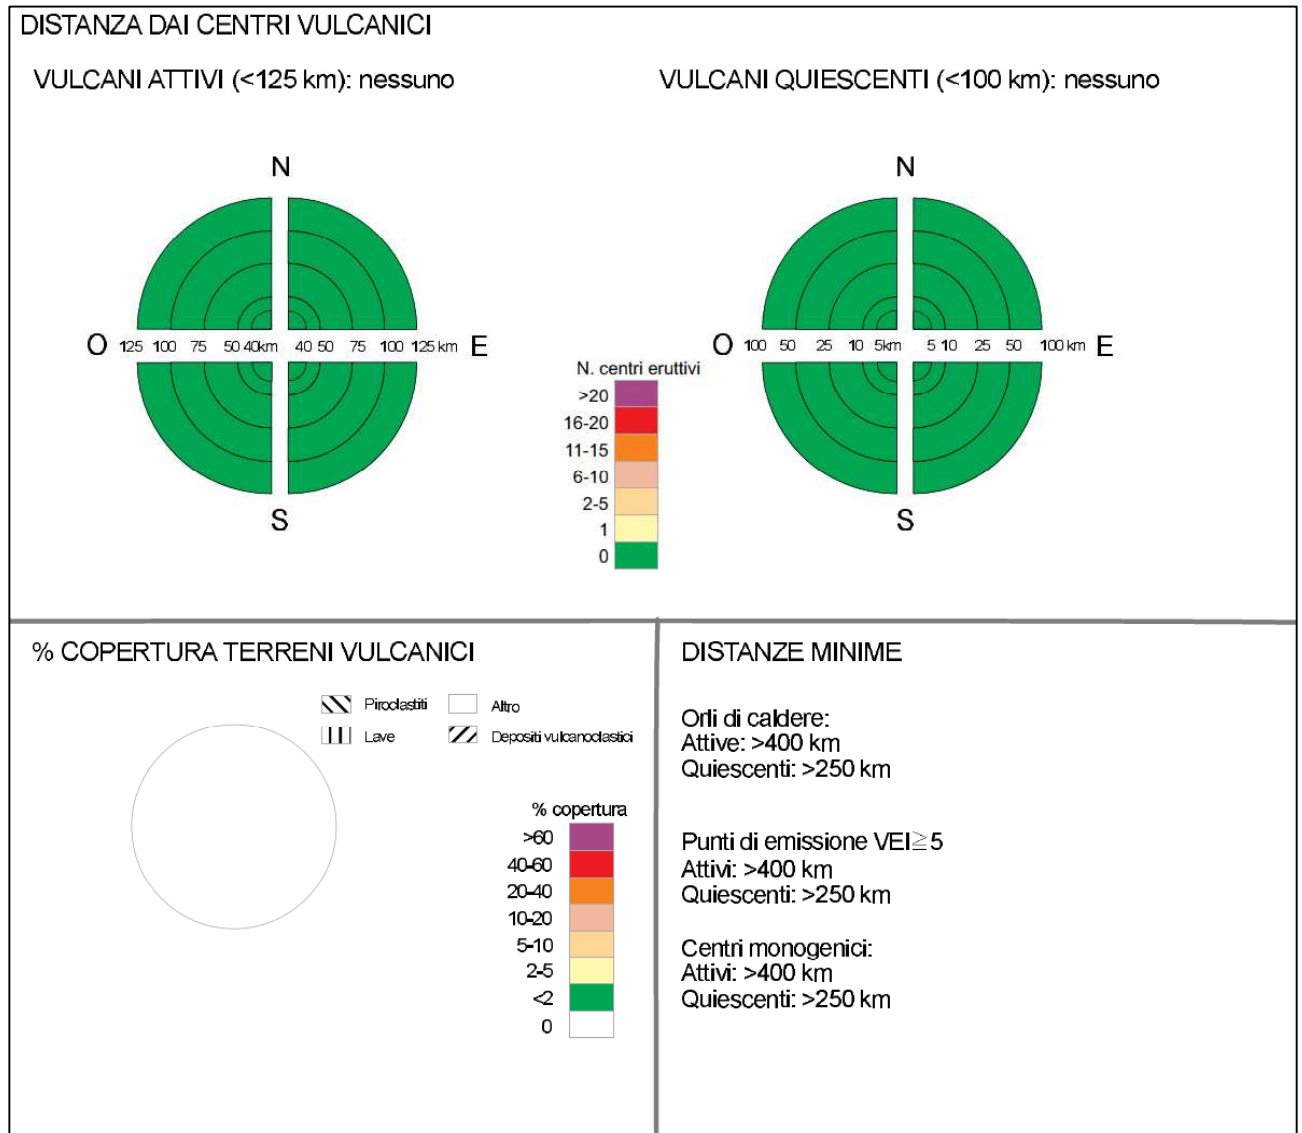 DISTANZA DAI CENTRI VULCANICI
VULCANI ATTIVI (<125 km): nessuno
VULCANI QUIESCENTI (<100 km): nessuno
N
N
O 125 100 75 50 40km 40 50 75 100 125 km E
O 100 50 25 10 5km 5 10 25 50 100 km E
S
S
N. centri eruttivi
>20
16-20
11-15
6-10
2-5
1
0
% COPERTURA TERRENI VULCANICI
Piroclastiti
Altro
Lave
Depositi vulcanoclastici
% copertura
>60
40-60
20-40
10-20
5-10
2-5
<2
0
DISTANZE MINIME
Orli di caldere:
Attive: >400 km
Quiescenti: >250 km
Punti di emissione VEI≧5
Attivi: >400 km
Quiescenti: >250 km
Centri monogenici:
Attivi: >400 km
Quiescenti: >250 km